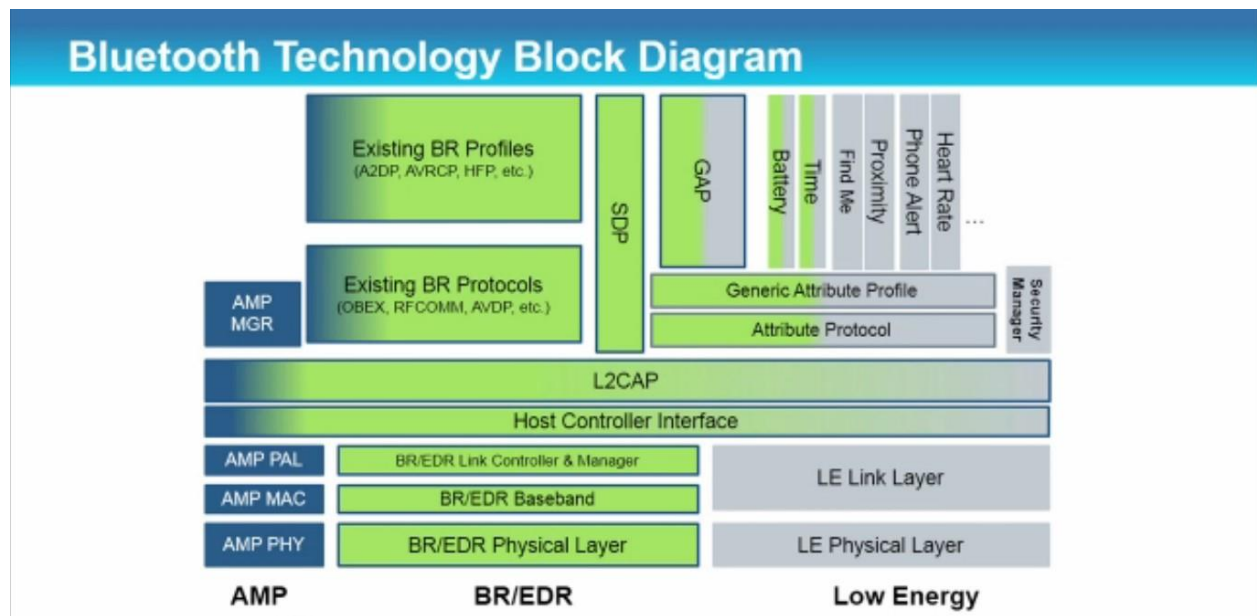 Bluetooth Technology Block Diagram
Existing BR Profiles
(A2DP, AVRCP, HFP, etc.)
SDP
GAP
Battery
Time
Find Me
Proximity
Phone Alert
Heart Rate
...
AMP
MGR
Existing BR Protocols
(OBEX, RFCOMM, AVDP, etc.)
Generic Attribute Profile
Attribute Protocol
Security
Manager
L2CAP
Host Controller Interface
AMP PAL
BR/EDR Link Controller & Manager
LE Link Layer
AMP MAC
BR/EDR Baseband
AMP PHY
BR/EDR Physical Layer
LE Physical Layer
AMP
BR/EDR
Low Energy